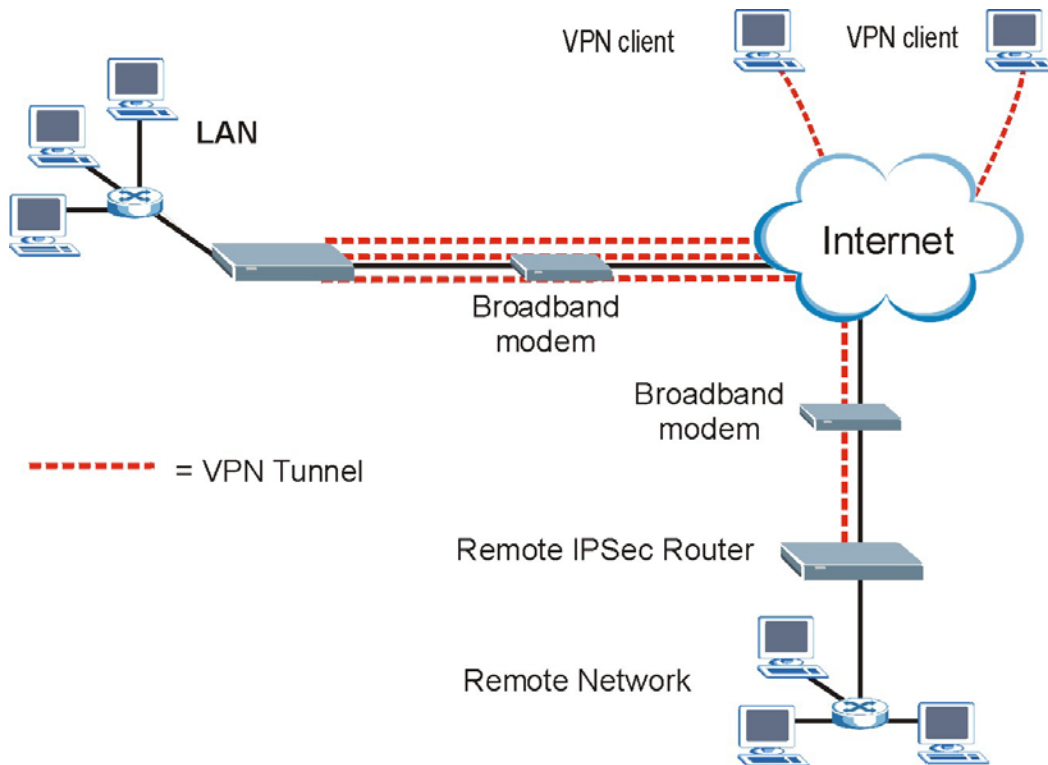 VPN client
VPN client
LAN
Internet
Broadband
modem
Broadband
modem
= VPN Tunnel
Remote IPSec Router
Remote Network